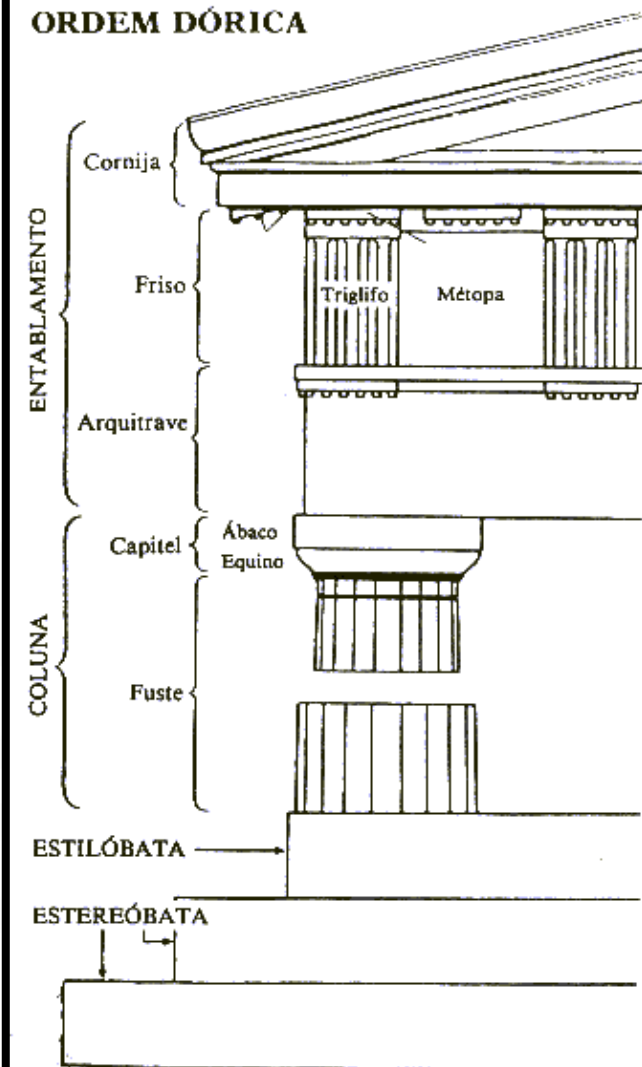 ORDEM DÓRICA
ENTABLAMENTO
Cornija
Friso
Triglifo
Métopa
Arquitrave
COLUNA
Capitel
Ábaco
Equino
Fuste
ESTILÓBATA
ESTEREÓBATA